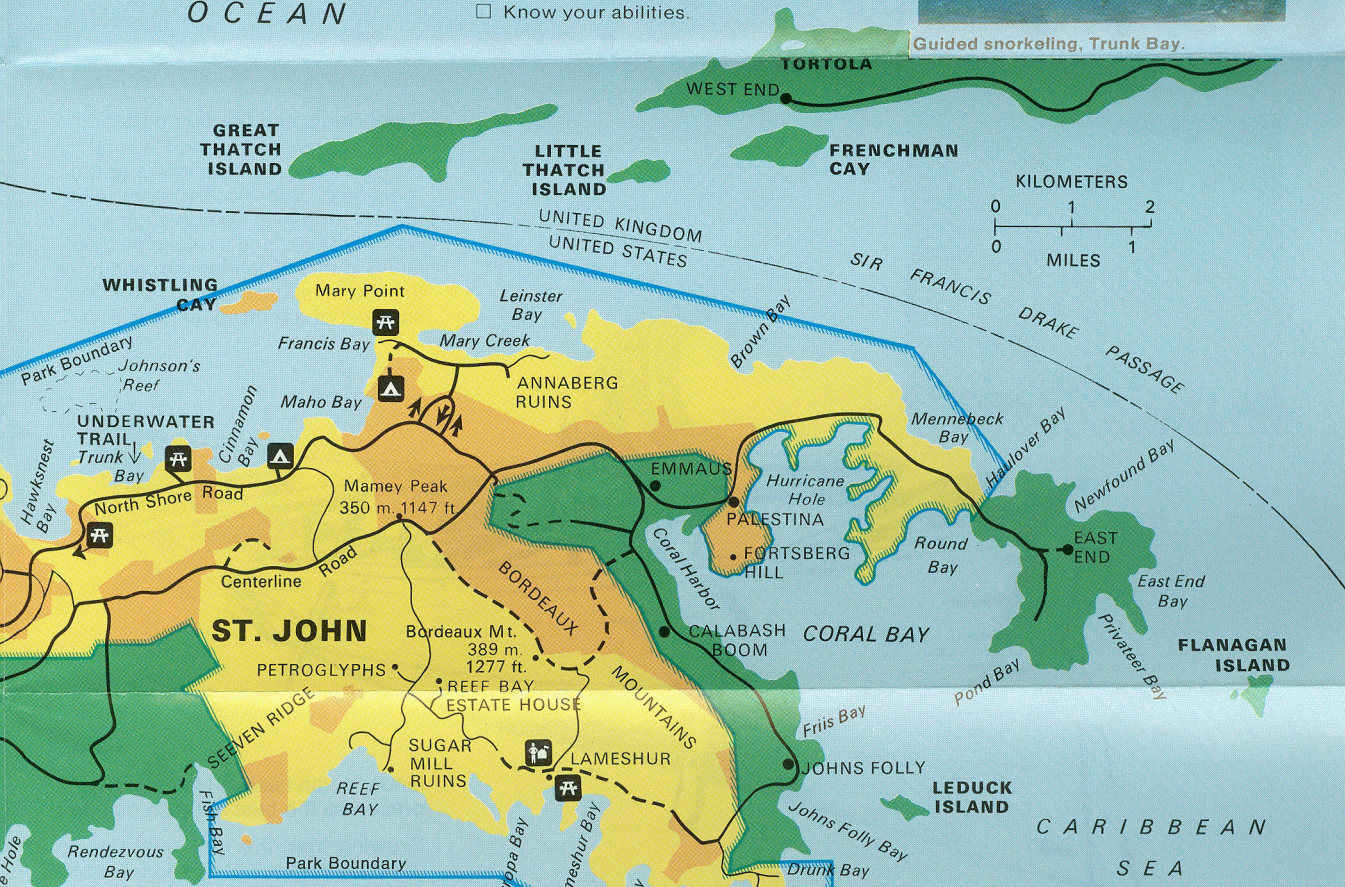 OCEAN
□ Know your abilities.
Guided snorkeling, Trunk Bay.
TORTOLA
WEST END
GREAT
THATCH
ISLAND
LITTLE
THATCH
ISLAND
FRENCHMAN
CAY
KILOMETERS
0 1 2
0 1
MILES
UNITED KINGDOM
UNITED STATES
SIR FRANCIS DRAKE PASSAGE
WHISTLING
CAY
Mary Point
Leinster
Bay
Brown Bay
Francis Bay
Mary Creek
Park Boundary
Johnson's
Reef
ANNABERG
RUINS
Maho Bay
Cinnamon
Bay
UNDERWATER
TRAIL
Trunk
Bay
Hawksnest
Bay
North Shore Road
Mennebeck
Bay
Haulover Bay
Newfound Bay
EMMAUS
Hurricane
Hole
Mamey Peak
350 m. 1147 ft.
PALESTINA
FORTSBERG
HILL
Coral Harbor
Round
Bay
EAST
END
East End
Bay
Privateer Bay
Centerline Road
BORDEAUX
MOUNTAINS
ST. JOHN
Bordeaux Mt.
389 m.
1277 ft.
CALABASH
BOOM
CORAL BAY
FLANAGAN
ISLAND
PETROGLYPHS
REEF BAY
ESTATE HOUSE
Pond Bay
SEEVEN RIDGE
Friis Bay
SUGAR
MILL
RUINS
LAMESHUR
JOHNS FOLLY
REEF
BAY
LEDUCK
ISLAND
Fish Bay
Johns Folly Bay
CARIBBEAN
SEA
Rendezvous
Bay
Hole
Park Boundary
Bay
Bay
Drunk Bay